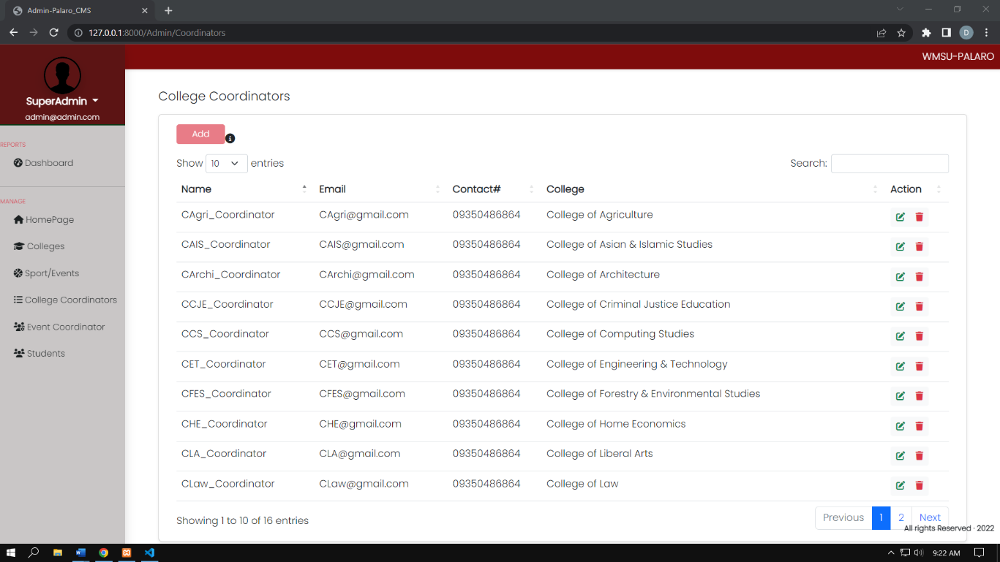 Admin-Palaro_CMS
127.0.0.1:8000/Admin/Coordinators
D
WMSU-PALARO
SuperAdmin
admin@admin.com
REPORTS
Dashboard
MANAGE
HomePage
Colleges
Sport/Events
College Coordinators
Event Coordinator
Students
College Coordinators
Add
Show 10 entries
Search:
Name Email Contact# College Action
CAgri_Coordinator CAgri@gmail.com 09350486864 College of Agriculture
CAIS_Coordinator CAIS@gmail.com 09350486864 College of Asian & Islamic Studies
CArchi_Coordinator CArchi@gmail.com 09350486864 College of Architecture
CCJE_Coordinator CCJE@gmail.com 09350486864 College of Criminal Justice Education
CCS_Coordinator CCS@gmail.com 09350486864 College of Computing Studies
CET_Coordinator CET@gmail.com 09350486864 College of Engineering & Technology
CFES_Coordinator CFES@gmail.com 09350486864 College of Forestry & Environmental Studies
CHE_Coordinator CHE@gmail.com 09350486864 College of Home Economics
CLA_Coordinator CLA@gmail.com 09350486864 College of Liberal Arts
CLaw_Coordinator CLaw@gmail.com 09350486864 College of Law
Showing 1 to 10 of 16 entries
Previous 1 2 Next
All rights Reserved · 2022
9:22 AM